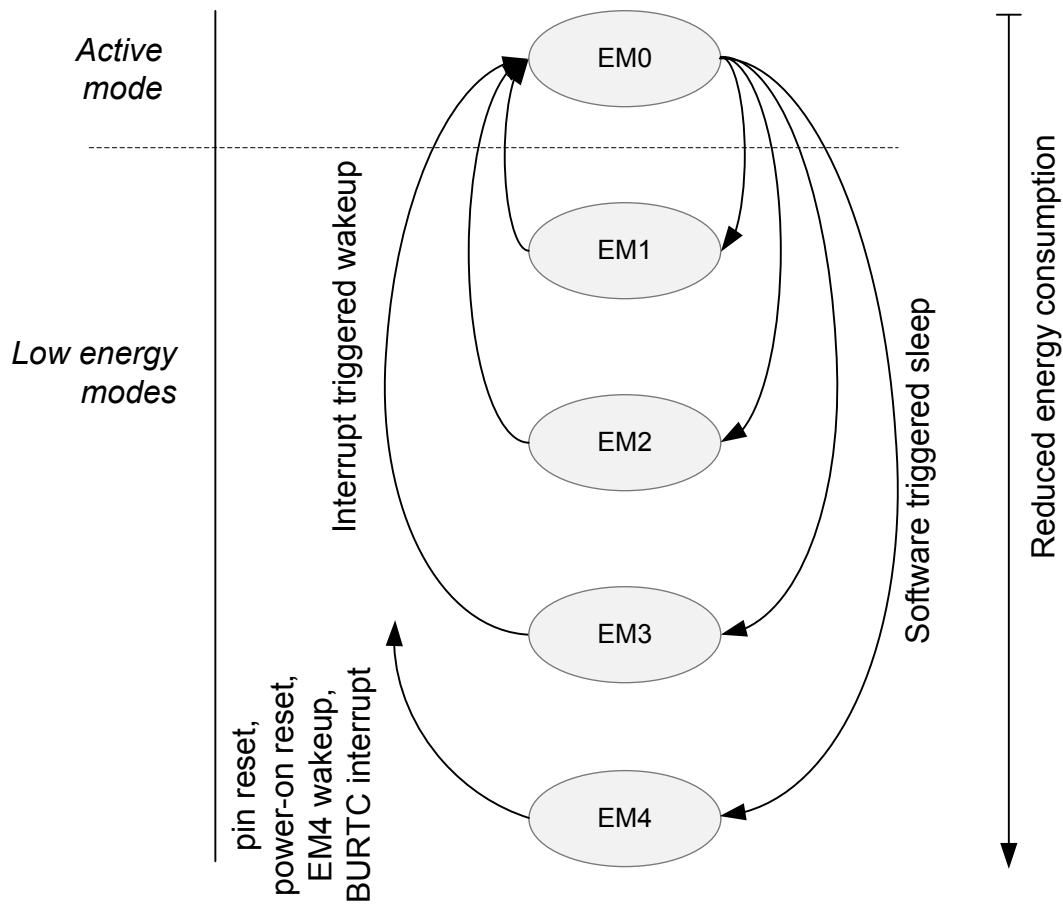 Active
mode
EM0
EM1
Low energy
modes
Interrupt triggered wakeup
EM2
Software triggered sleep
Reduced energy consumption
EM3
pin reset,
power-on reset,
EM4 wakeup,
BURTC interrupt
EM4